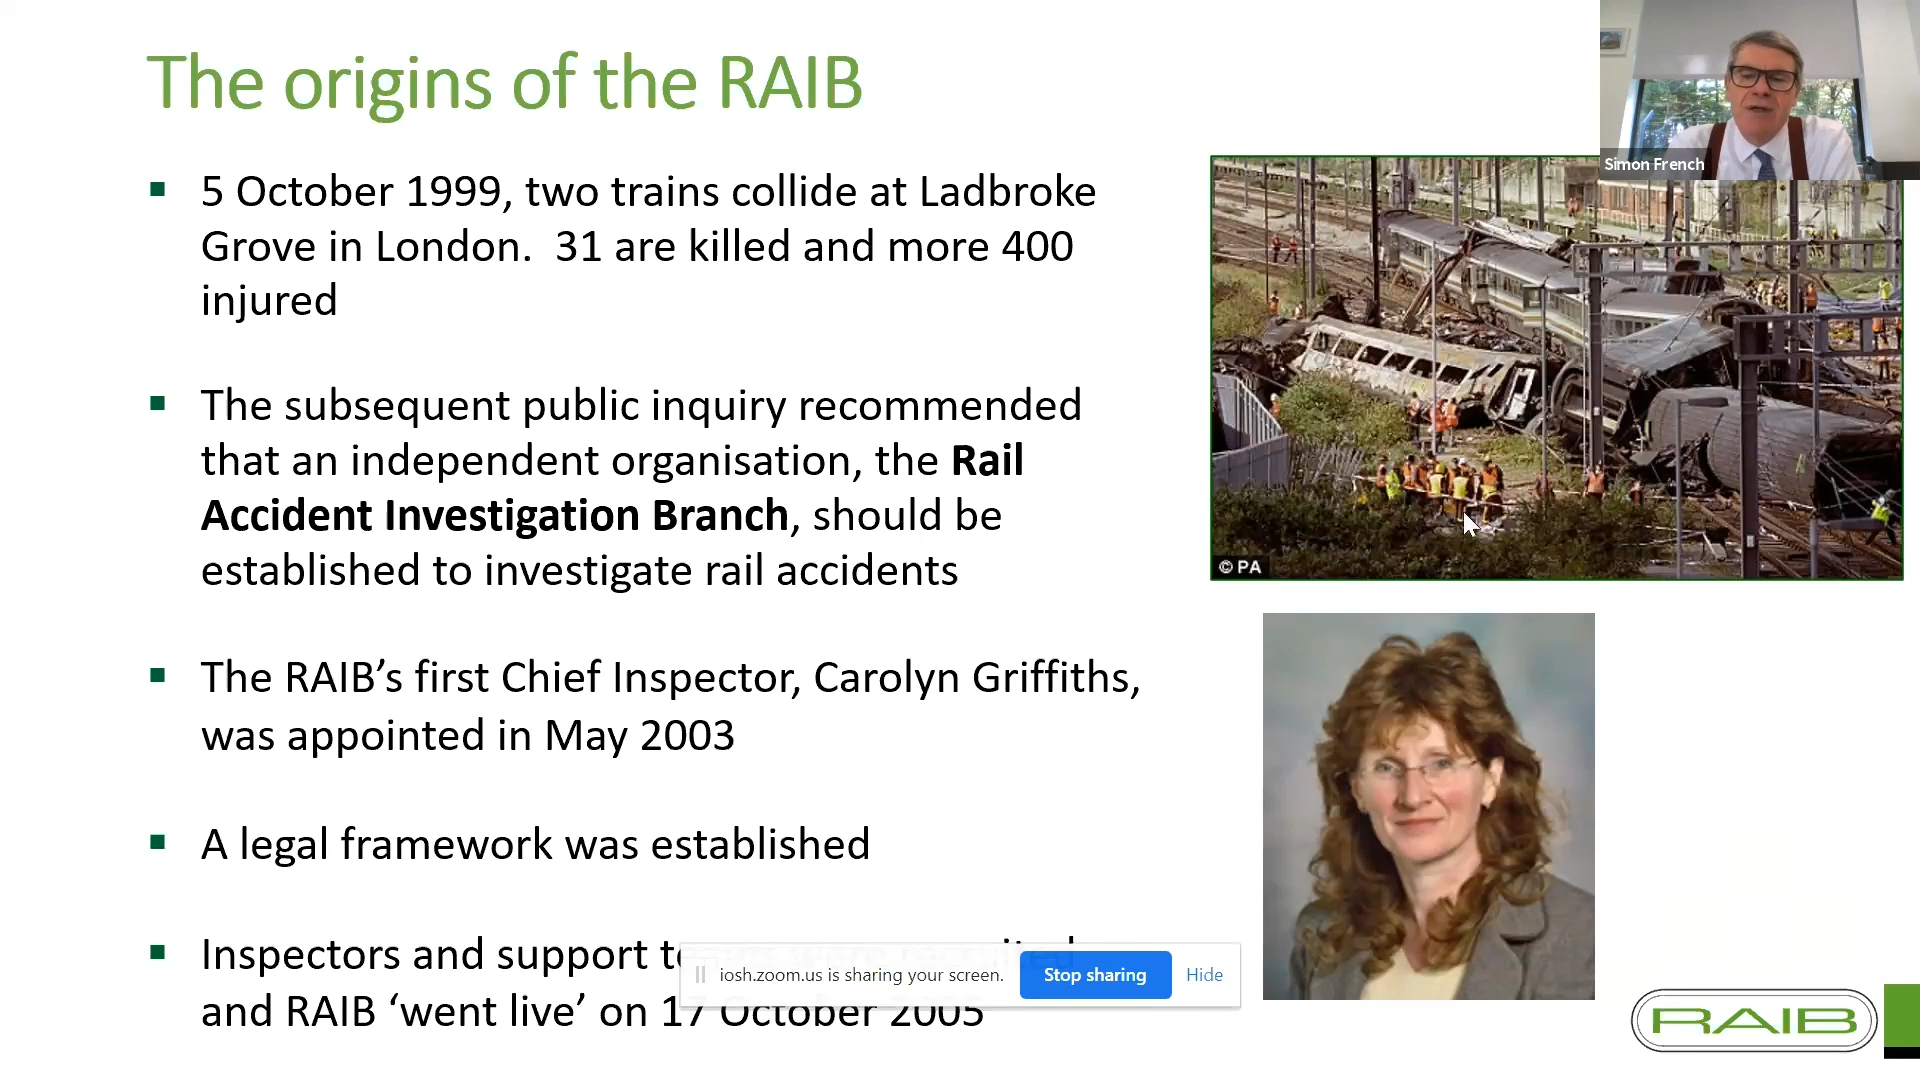 The origins of the RAIB
Simon French
5 October 1999, two trains collide at Ladbroke
Grove in London.  31 are killed and more 400
injured
The subsequent public inquiry recommended
that an independent organisation, the Rail
Accident Investigation Branch, should be
established to investigate rail accidents
© PA
The RAIB’s first Chief Inspector, Carolyn Griffiths,
was appointed in May 2003
A legal framework was established
Inspectors and support
iosh.zoom.us is sharing your screen. Stop sharing Hide
and RAIB ‘went live’ on 17 October 2005
RAIB